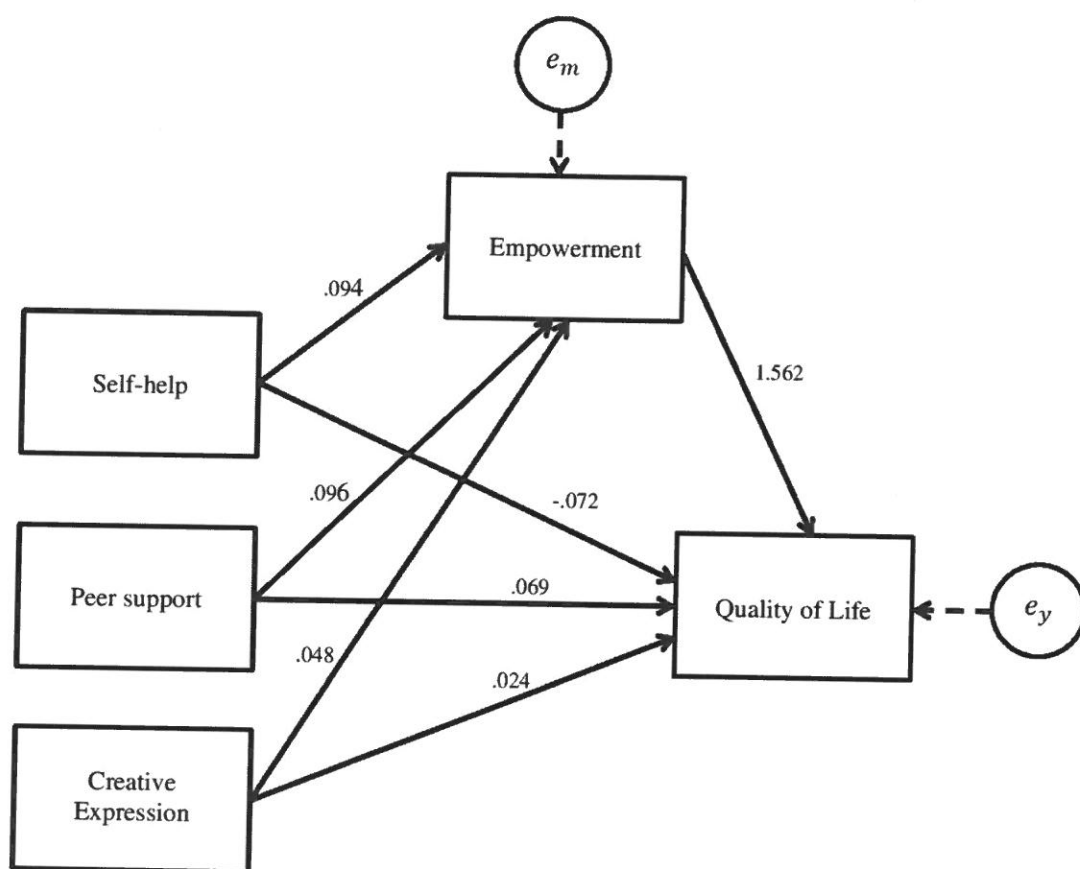 e_m
Empowerment
.094
Self-help
1.562
.096
-.072
Peer support
.069
Quality of Life
e_y
.048
.024
Creative
Expression